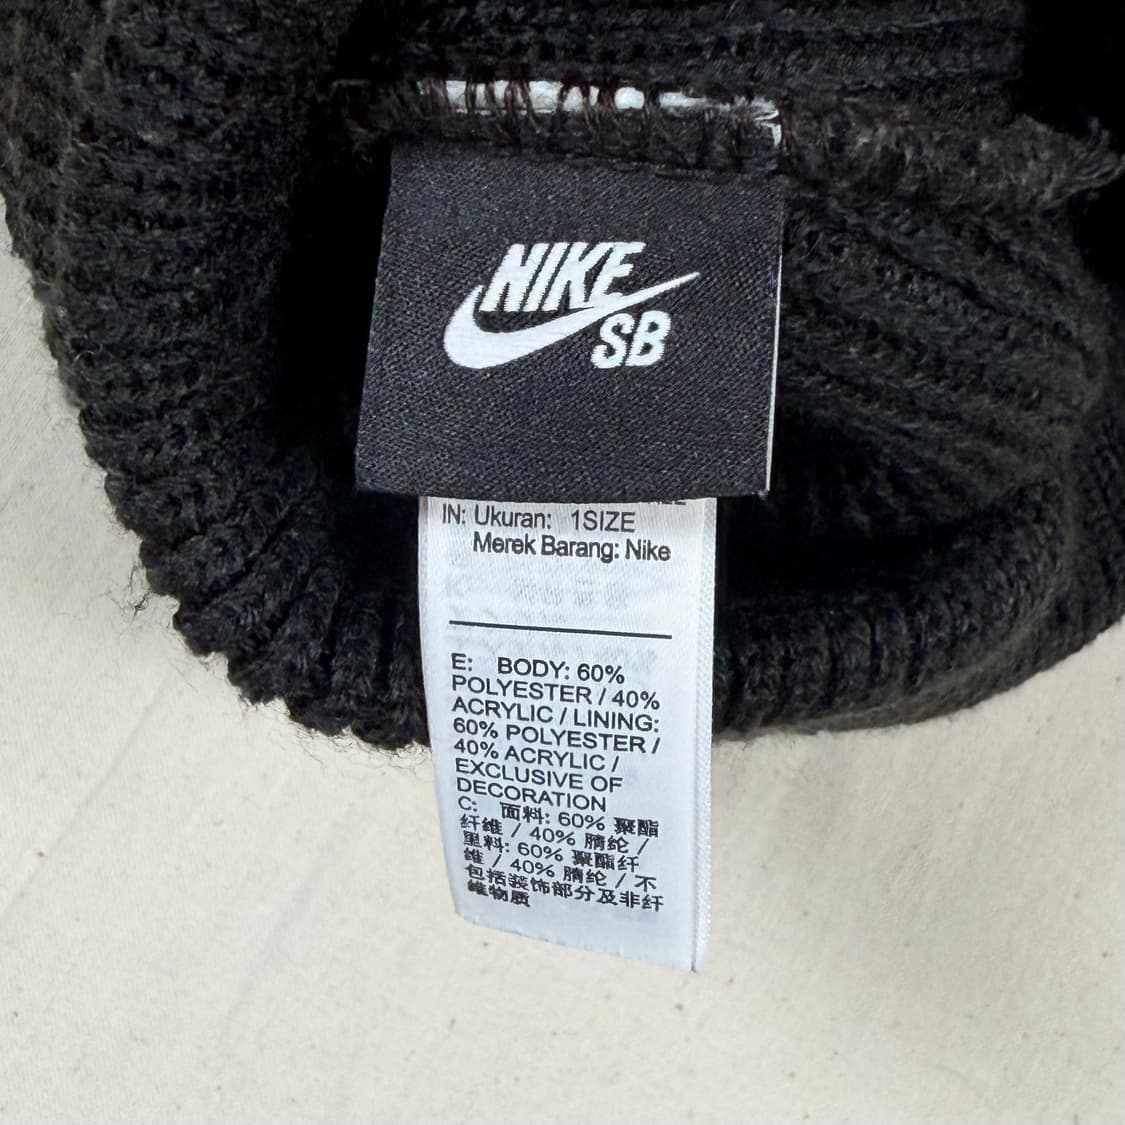 NIKE
SB
IN: Ukuran: 1SIZE
Merek Barang: Nike
E: BODY: 60%
POLYESTER / 40%
ACRYLIC / LINING:
60% POLYESTER /
40% ACRYLIC /
EXCLUSIVE OF
DECORATION
C: 面料: 60% 聚酯
纤维 / 40% 腈纶 /
里料: 60% 聚酯纤
维 / 40% 腈纶 / 不
包括装饰部分及非纤
维物质